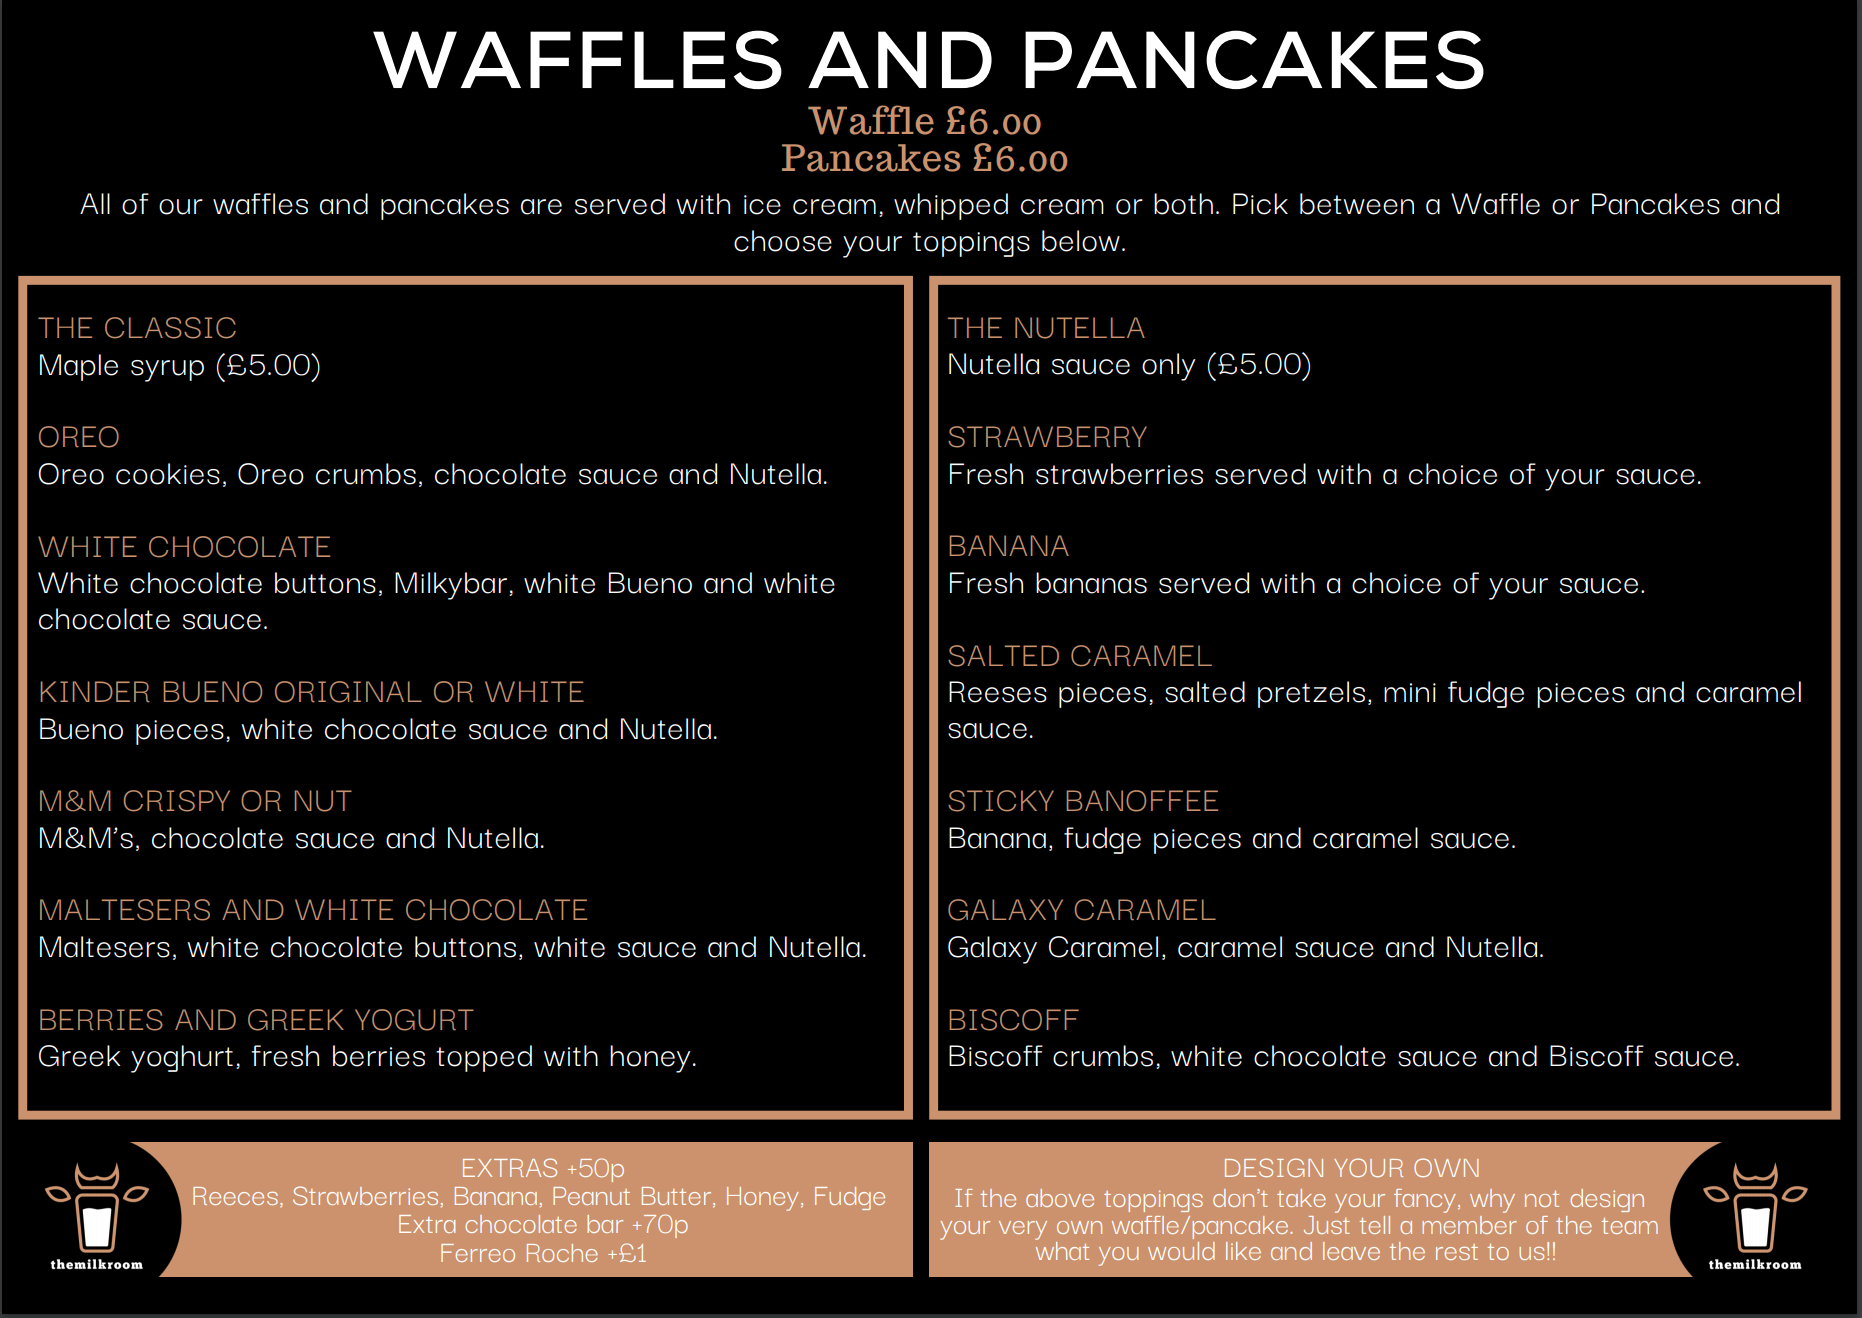 WAFFLES AND PANCAKES
Waffle £6.00
Pancakes £6.00
All of our waffles and pancakes are served with ice cream, whipped cream or both. Pick between a Waffle or Pancakes and
choose your toppings below.
THE CLASSIC
Maple syrup (£5.00)
OREO
Oreo cookies, Oreo crumbs, chocolate sauce and Nutella.
WHITE CHOCOLATE
White chocolate buttons, Milkybar, white Bueno and white
chocolate sauce.
KINDER BUENO ORIGINAL OR WHITE
Bueno pieces, white chocolate sauce and Nutella.
M&M CRISPY OR NUT
M&M's, chocolate sauce and Nutella.
MALTESERS AND WHITE CHOCOLATE
Maltesers, white chocolate buttons, white sauce and Nutella.
BERRIES AND GREEK YOGURT
Greek yoghurt, fresh berries topped with honey.
THE NUTELLA
Nutella sauce only (£5.00)
STRAWBERRY
Fresh strawberries served with a choice of your sauce.
BANANA
Fresh bananas served with a choice of your sauce.
SALTED CARAMEL
Reeses pieces, salted pretzels, mini fudge pieces and caramel
sauce.
STICKY BANOFFEE
Banana, fudge pieces and caramel sauce.
GALAXY CARAMEL
Galaxy Caramel, caramel sauce and Nutella.
BISCOFF
Biscoff crumbs, white chocolate sauce and Biscoff sauce.
themilkroom
EXTRAS +50p
Reeces, Strawberries, Banana, Peanut Butter, Honey, Fudge
Extra chocolate bar +70p
Ferreo Roche +£1
DESIGN YOUR OWN
If the above toppings don't take your fancy, why not design
your very own waffle/pancake. Just tell a member of the team
what you would like and leave the rest to us!!
themilkroom